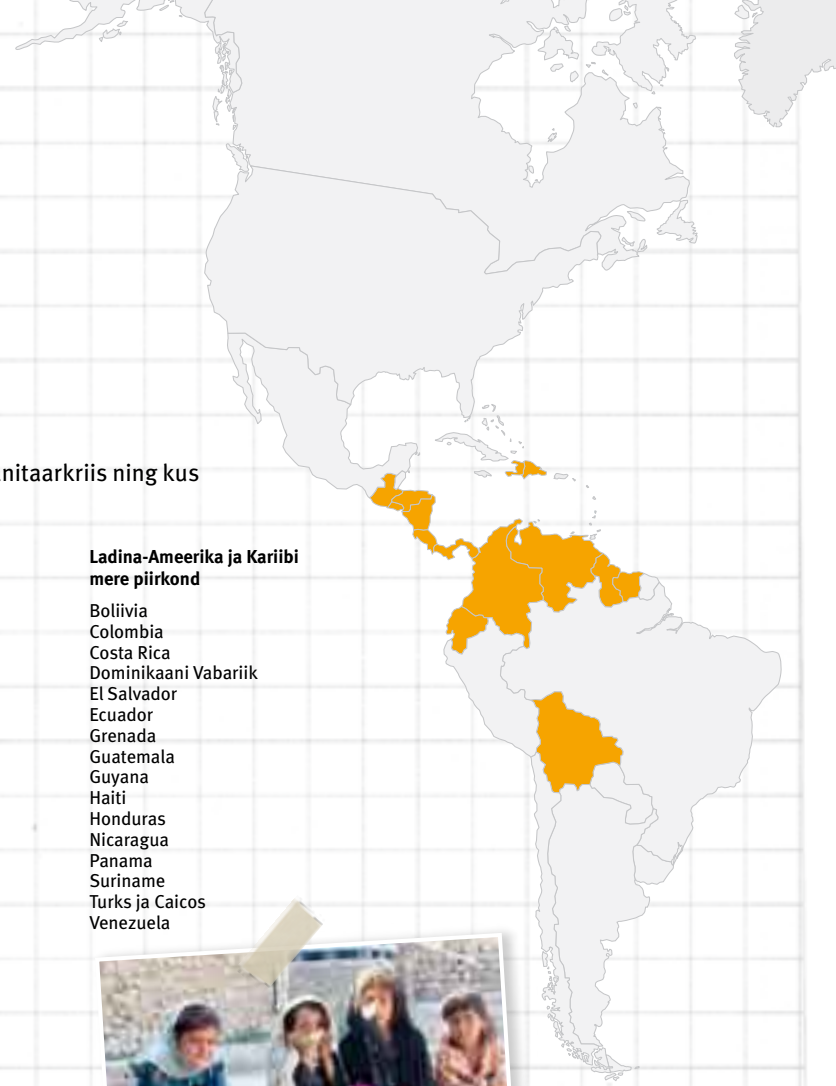 nitaarkriis ning kus
Ladina-Ameerika ja Kariibi
mere piirkond
Boliivia
Colombia
Costa Rica
Dominikaani Vabariik
El Salvador
Ecuador
Grenada
Guatemala
Guyana
Haiti
Honduras
Nicaragua
Panama
Suriname
Turks ja Caicos
Venezuela